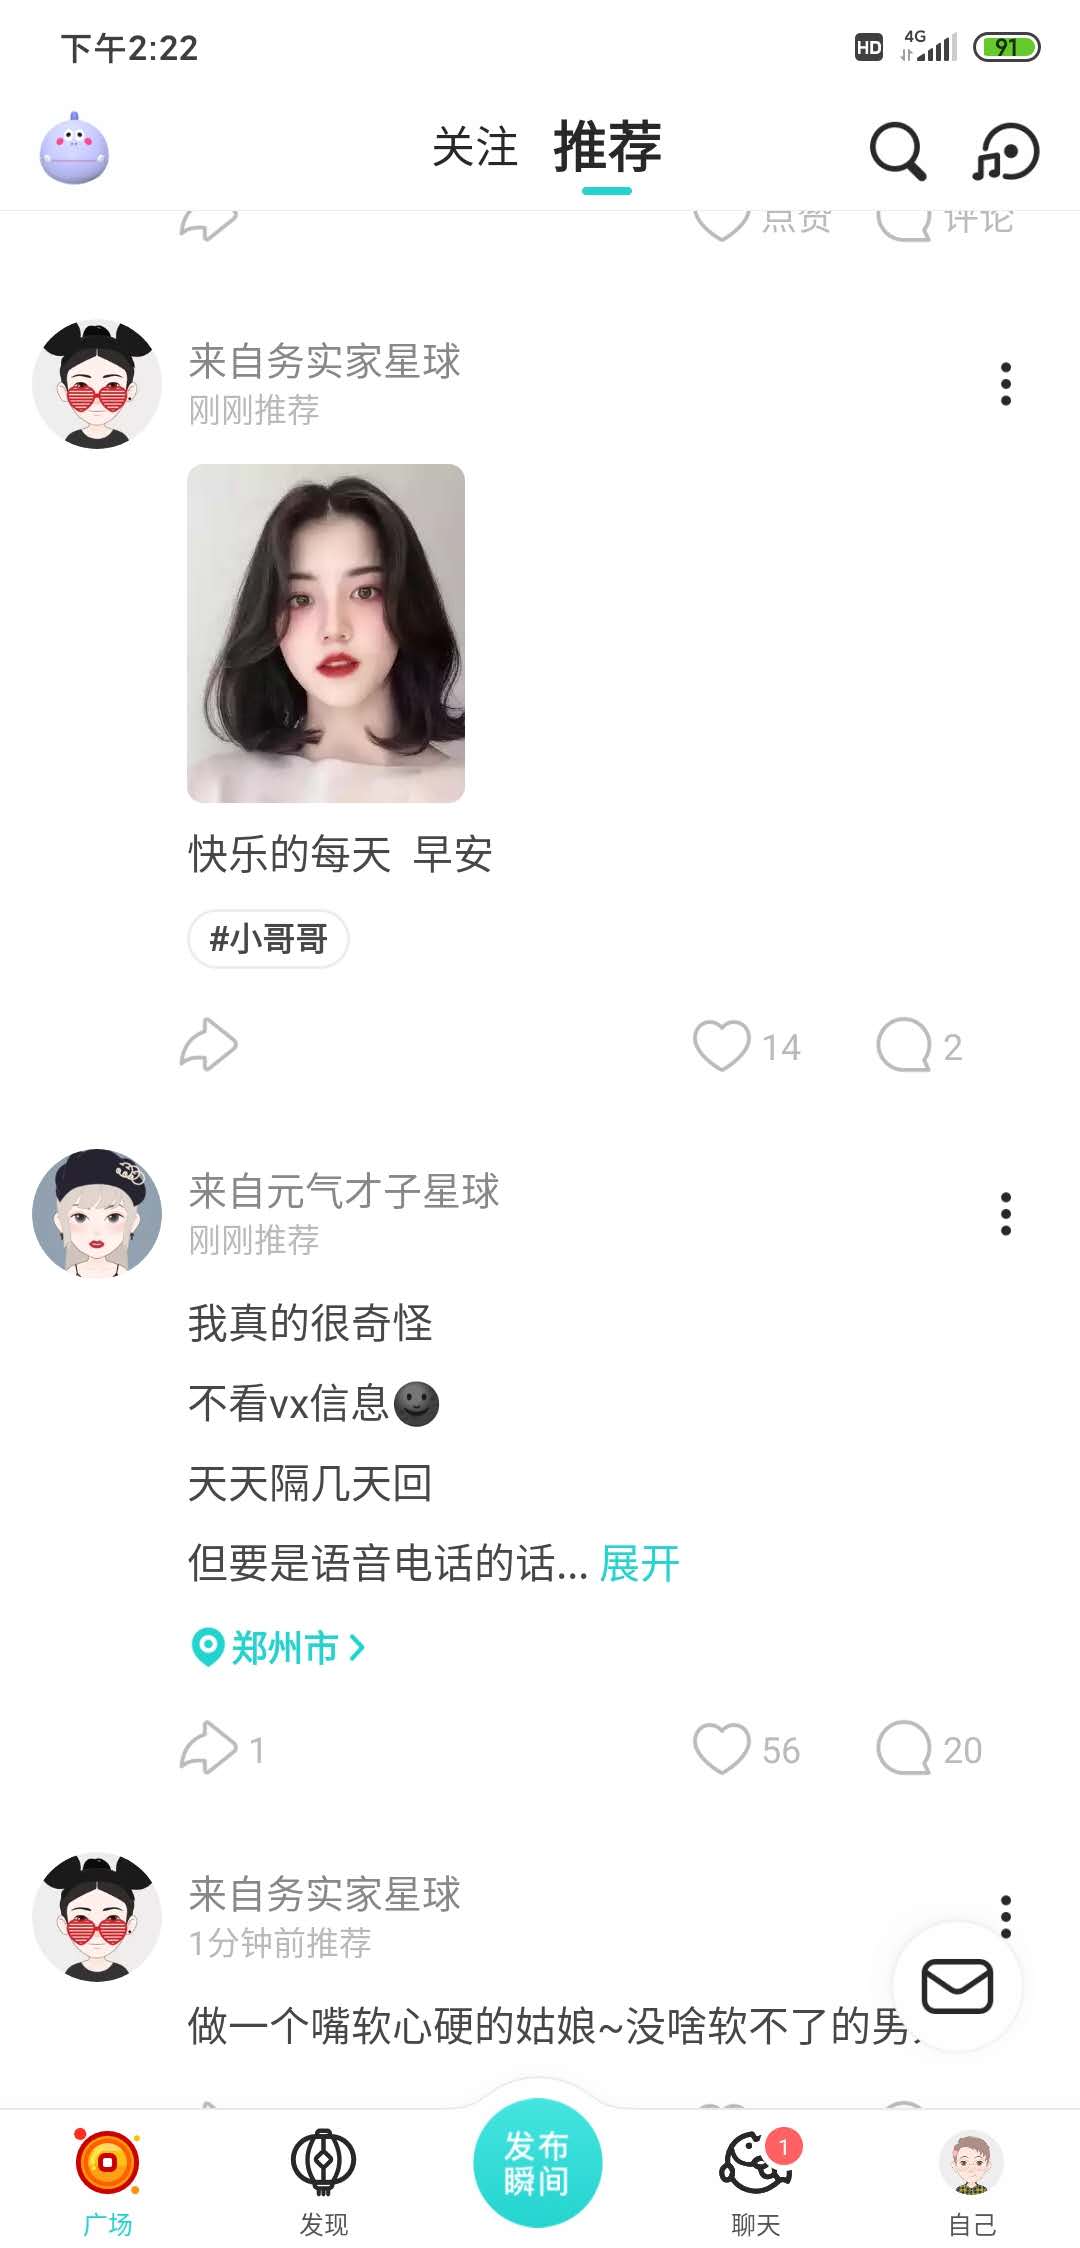 下午2:22
HD 4G 91
关注 推荐
点赞 评论
来自务实家星球
刚刚推荐
快乐的每天 早安
#小哥哥
14 2
来自元气才子星球
刚刚推荐
我真的很奇怪
不看vx信息🌚
天天隔几天回
但要是语音电话的话... 展开
郑州市
1 56 20
来自务实家星球
1分钟前推荐
做一个嘴软心硬的姑娘~没啥软不了的男
发布
瞬间
1
广场 发现 聊天 自己